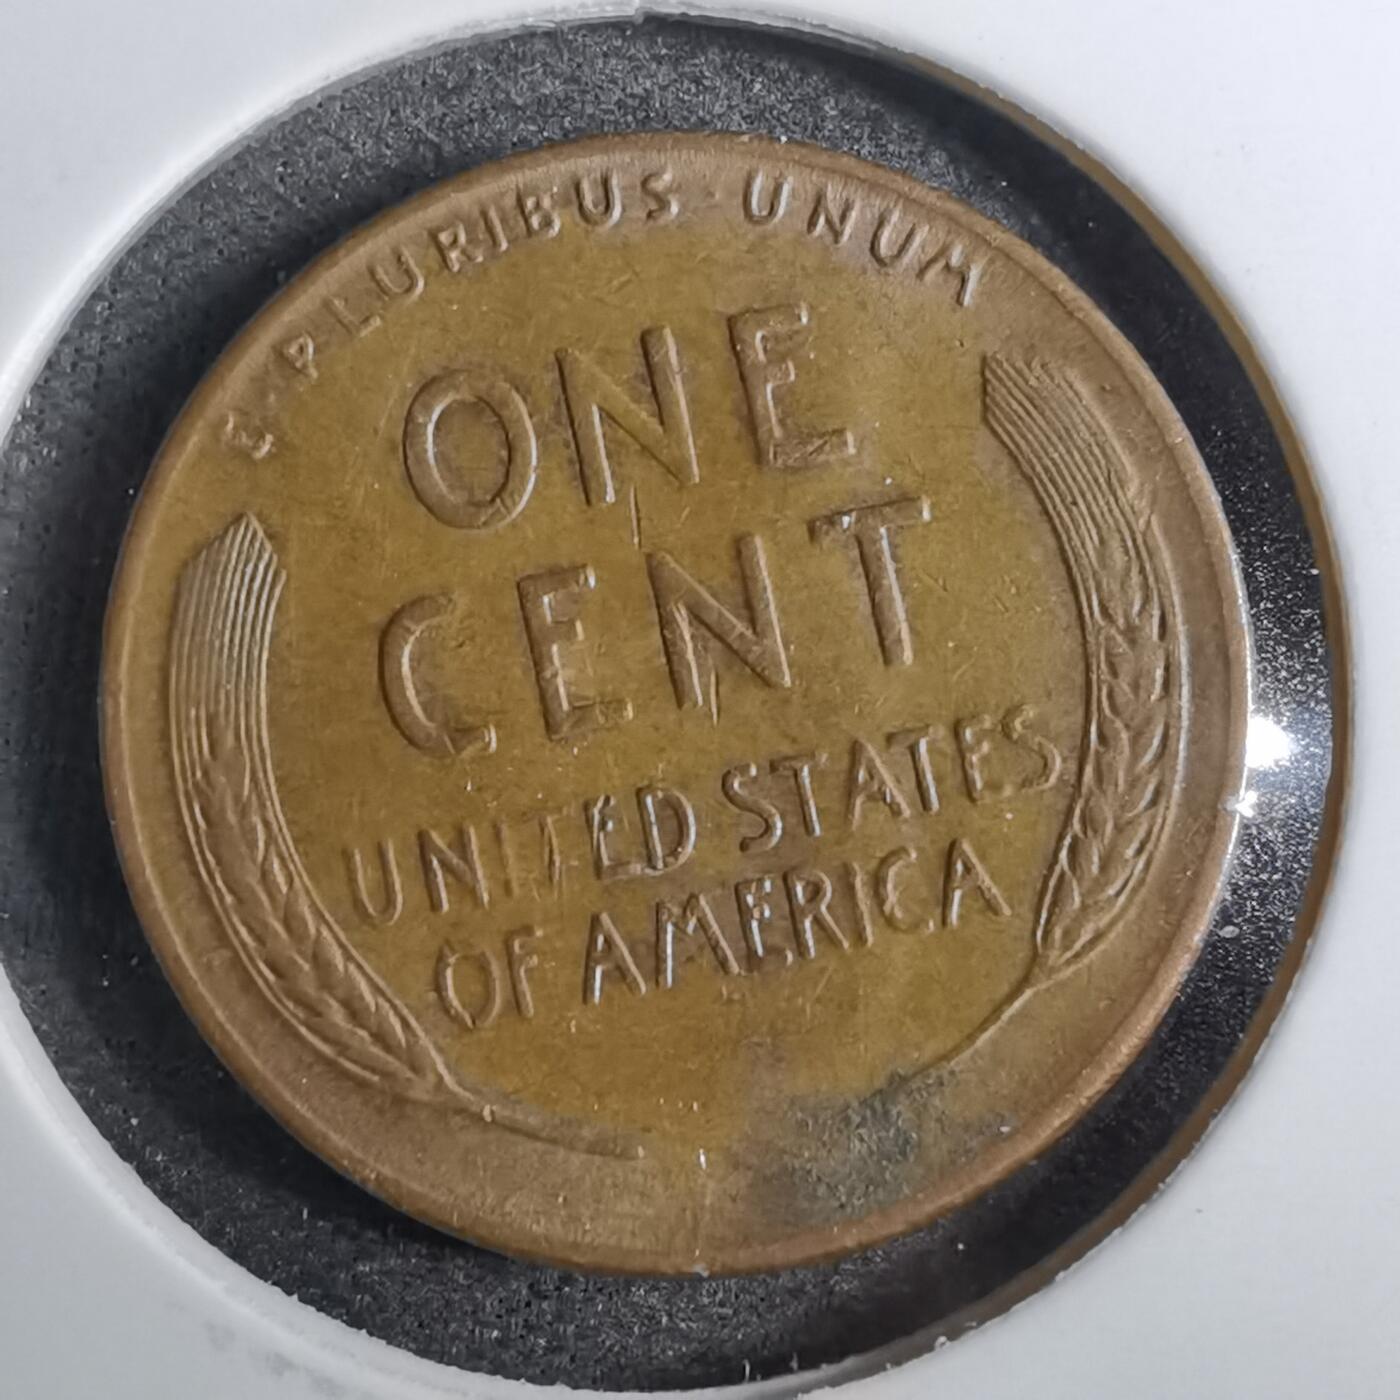 E·PLURIBUS·UNUM
ONE
CENT
UNITED STATES
OF AMERICA